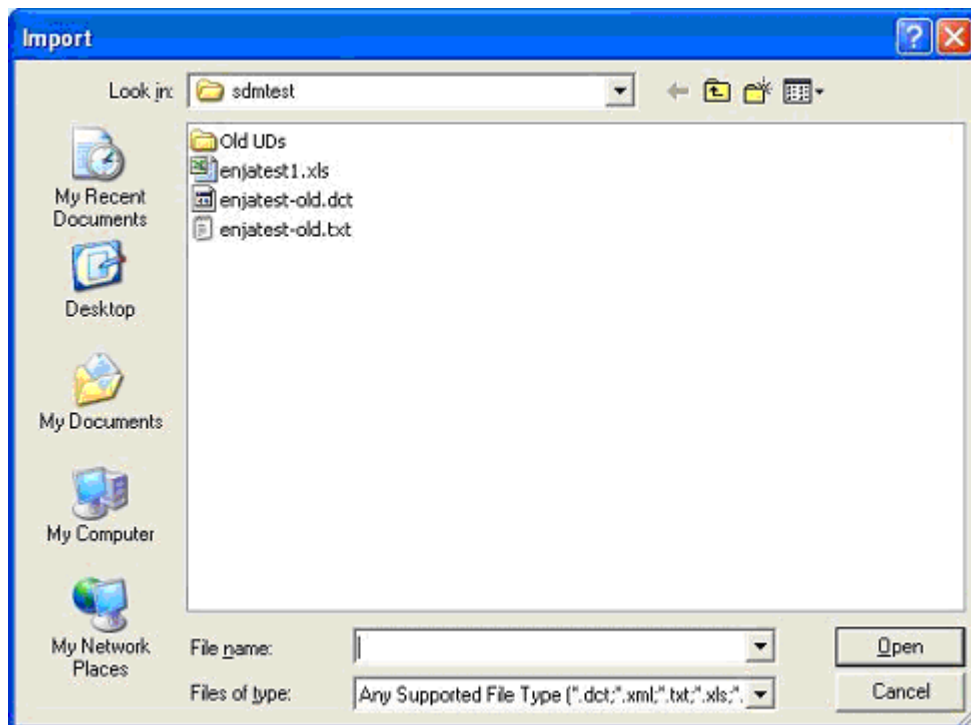 Import
Look in:
sdmtest
Old UDs
enjatest1.xls
enjatest-old.dct
enjatest-old.txt
My Recent
Documents
Desktop
My Documents
My Computer
My Network
Places
File name:
Open
Files of type:
Any Supported File Type (*.dct;*.xml;*.txt;*.xls;*.
Cancel